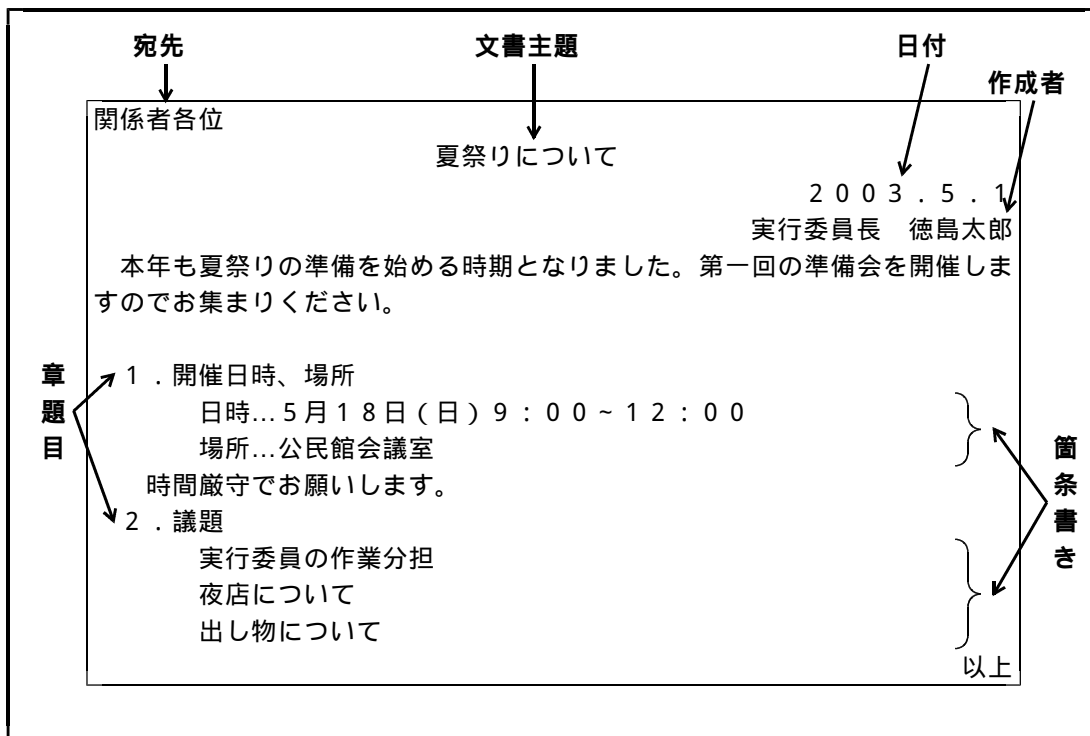 宛先
文書主題
日付
作成者
関係者各位
夏祭りについて
2003.5.1
実行委員長　徳島太郎
　本年も夏祭りの準備を始める時期となりました。第一回の準備会を開催しま
すのでお集まりください。
章題目
1.開催日時、場所
日時…5月18日(日)9:00~12:00
場所…公民館会議室
時間厳守でお願いします。
2.議題
実行委員の作業分担
夜店について
出し物について
箇条書き
以上